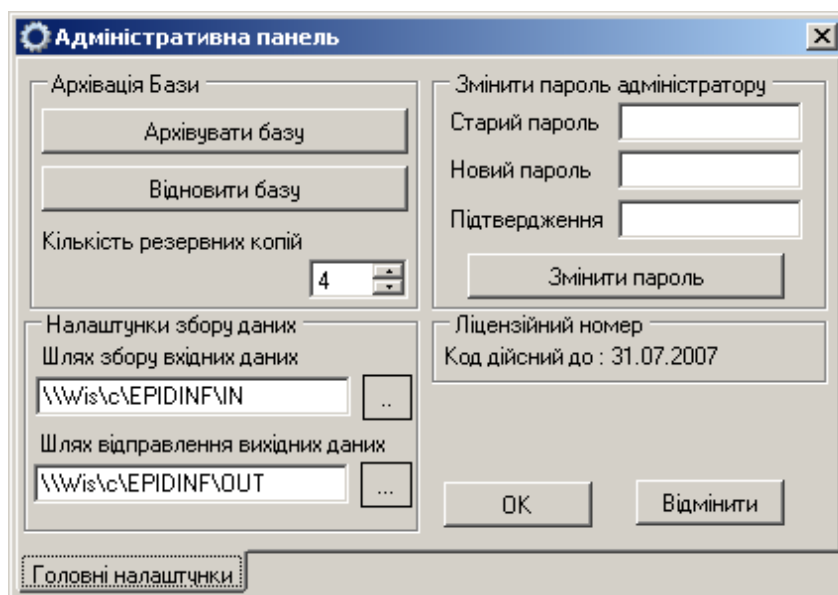 Адміністративна панель
Архівація Бази
Архівувати базу
Відновити базу
Кількість резервних копій
4
Змінити пароль адміністратору
Старий пароль
Новий пароль
Підтвердження
Змінити пароль
Налаштунки збору даних
Шлях збору вхідних даних
\\Wis\c\EPIDINF\IN
..
Шлях відправлення вихідних даних
\\Wis\c\EPIDINF\OUT
...
Ліцензійний номер
Код дійсний до : 31.07.2007
OK
Відмінити
Головні налаштунки